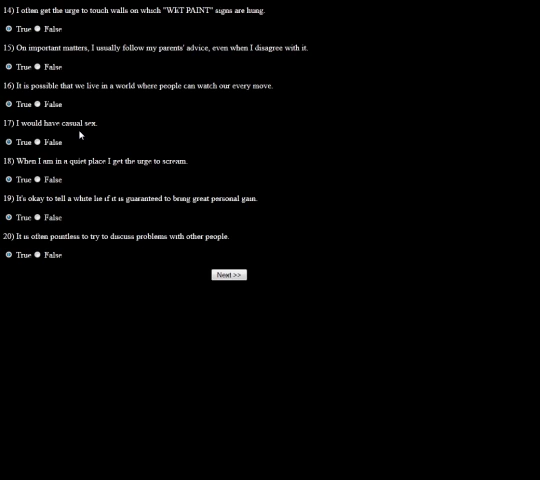 14) I often get the urge to touch walls on which "WET PAINT" signs are hung.
True False
15) On important matters, I usually follow my parents' advice, even when I disagree with it.
True False
16) It is possible that we live in a world where people can watch our every move.
True False
17) I would have casual sex.
True False
18) When I am in a quiet place I get the urge to scream.
True False
19) It's okay to tell a white lie if it is guaranteed to bring great personal gain.
True False
20) It is often pointless to try to discuss problems with other people.
True False
Next >>